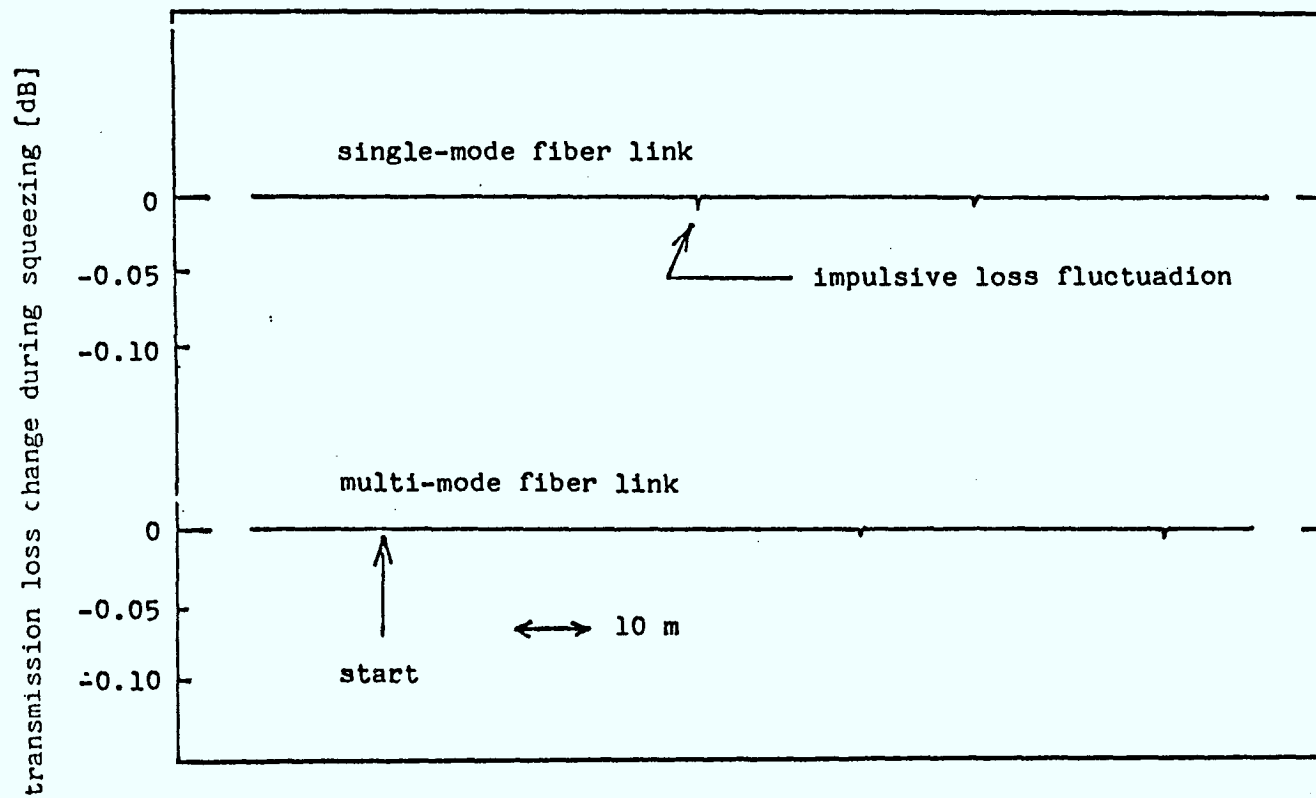 transmission loss change during squeezing [dB]
single-mode fiber link
0
-0.05
impulsive loss fluctuadion
-0.10
multi-mode fiber link
0
-0.05
10 m
-0.10
start